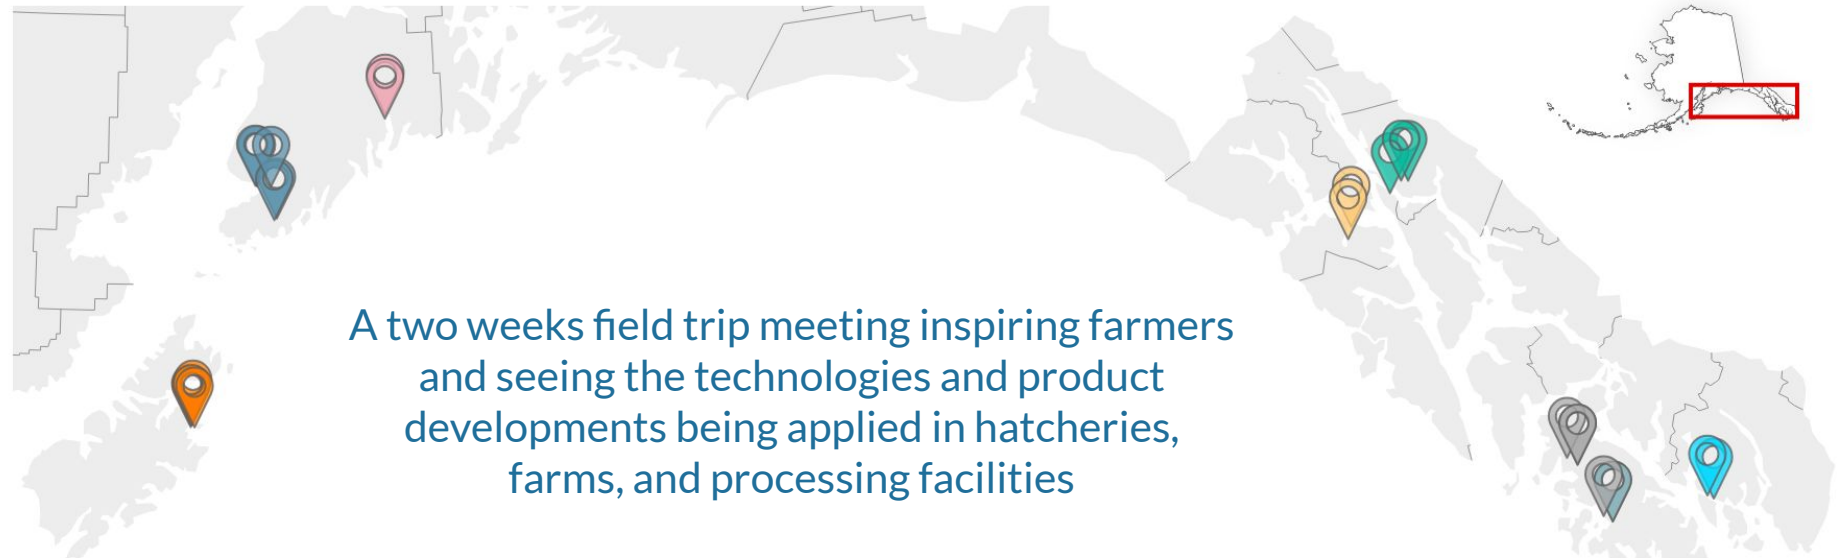 A two weeks field trip meeting inspiring farmers
and seeing the technologies and product
developments being applied in hatcheries,
farms, and processing facilities